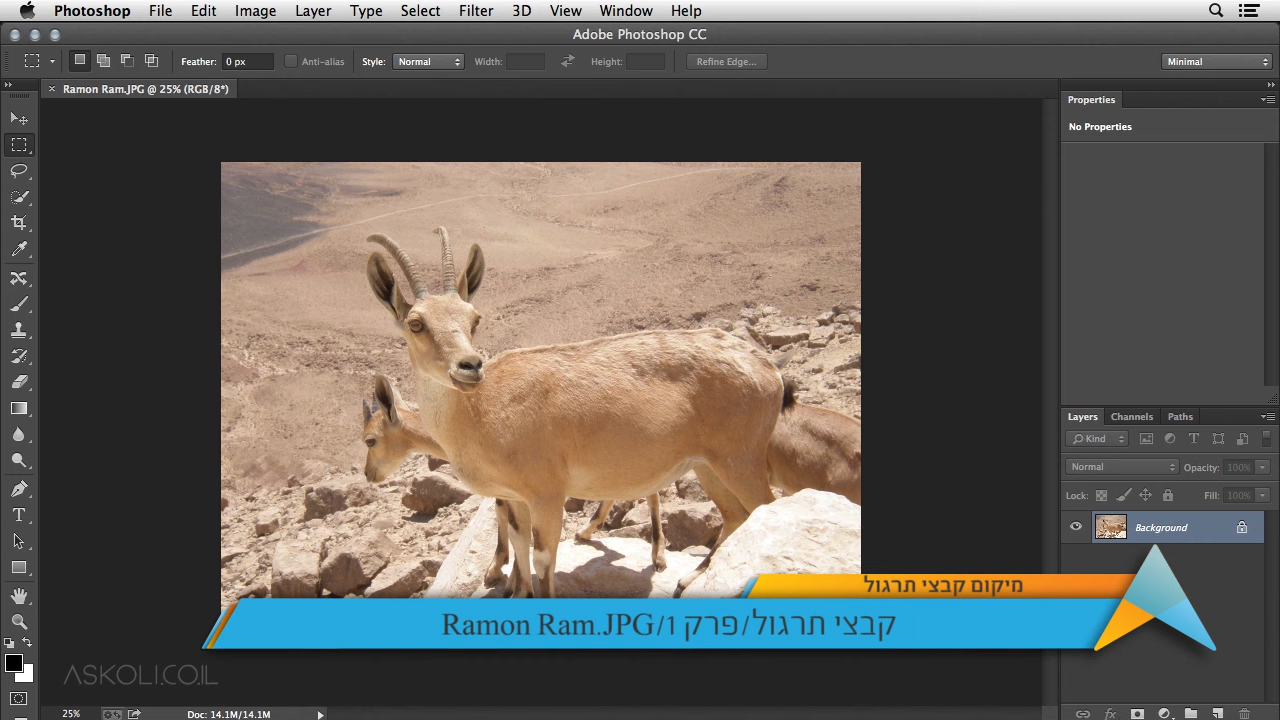 Photoshop File Edit Image Layer Type Select Filter 3D View Window Help
Adobe Photoshop CC
Feather: 0 px Anti-alias Style: Normal Width: Height: Refine Edge... Minimal
× Ramon Ram.JPG @ 25% (RGB/8*)
Properties
No Properties
Layers Channels Paths
Kind
Normal Opacity: 100%
Lock: Fill: 100%
Background
מיקום קבצי תרגול
קבצי תרגול/פרק 1/Ramon Ram.JPG
ASKOLI.CO.IL
25% Doc: 14.1M/14.1M